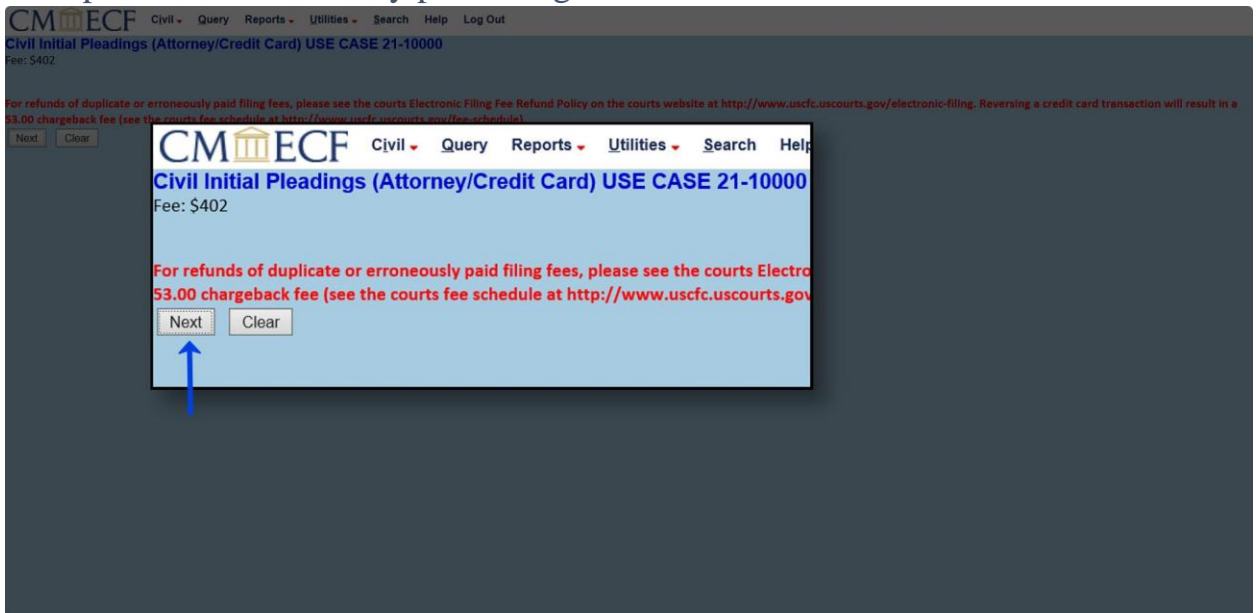 CM ECF Civil Query Reports Utilities Search Help Log Out
Civil Initial Pleadings (Attorney/Credit Card) USE CASE 21-10000
Fee: $402
For refunds of duplicate or erroneously paid filing fees, please see the courts Electronic Filing Fee Refund Policy on the courts website at http://www.uscfc.uscourts.gov/electronic-filing. Reversing a credit card transaction will result in a
53.00 chargeback fee (see the courts fee schedule at http://www.uscfc.uscourts.gov/fee-schedule)
Next Clear
CM ECF Civil Query Reports Utilities Search Help
Civil Initial Pleadings (Attorney/Credit Card) USE CASE 21-10000
Fee: $402
For refunds of duplicate or erroneously paid filing fees, please see the courts Electro
53.00 chargeback fee (see the courts fee schedule at http://www.uscfc.uscourts.gov
Next Clear